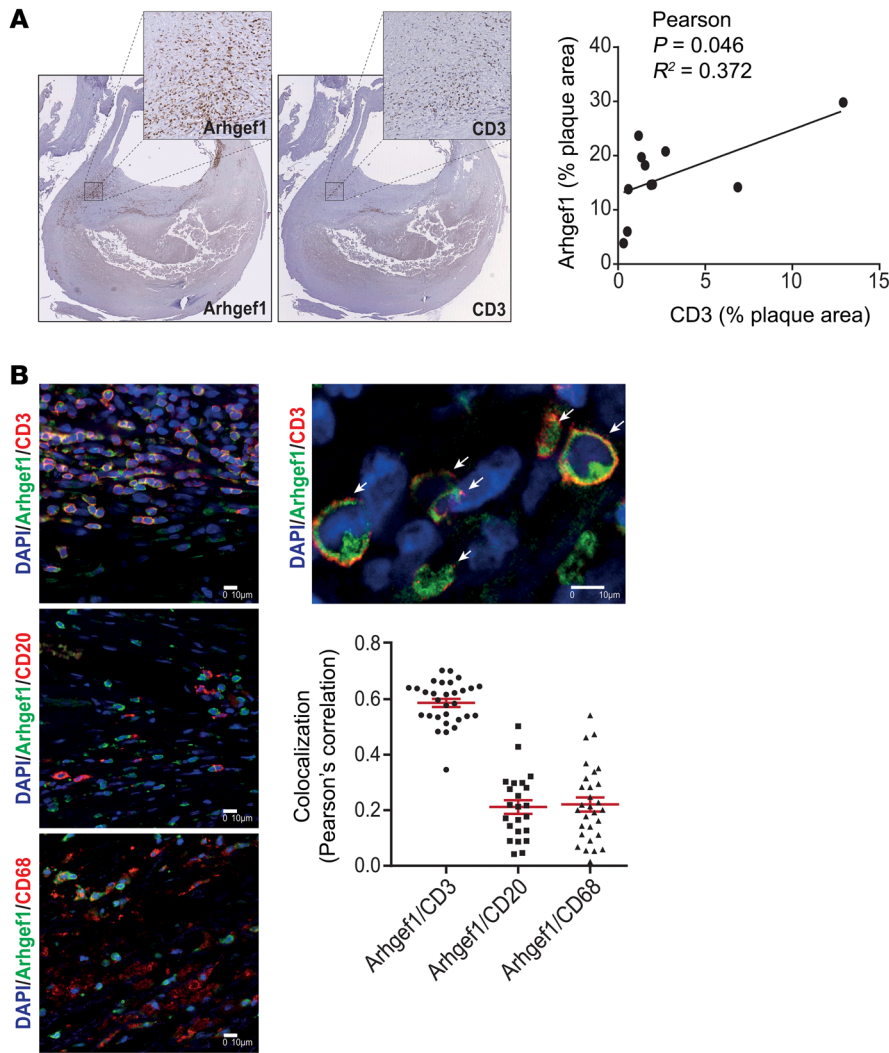 A
Arhgef1
Arhgef1
CD3
CD3
Pearson
P = 0.046
R² = 0.372
Arhgef1 (% plaque area)
40
30
20
10
0
0
5
10
15
CD3 (% plaque area)
B
DAPI/Arhgef1/CD3
0 10µm
DAPI/Arhgef1/CD3
0 10µm
DAPI/Arhgef1/CD20
0 10µm
DAPI/Arhgef1/CD68
0 10µm
Colocalization
(Pearson's correlation)
0.8
0.6
0.4
0.2
0.0
Arhgef1/CD3
Arhgef1/CD20
Arhgef1/CD68